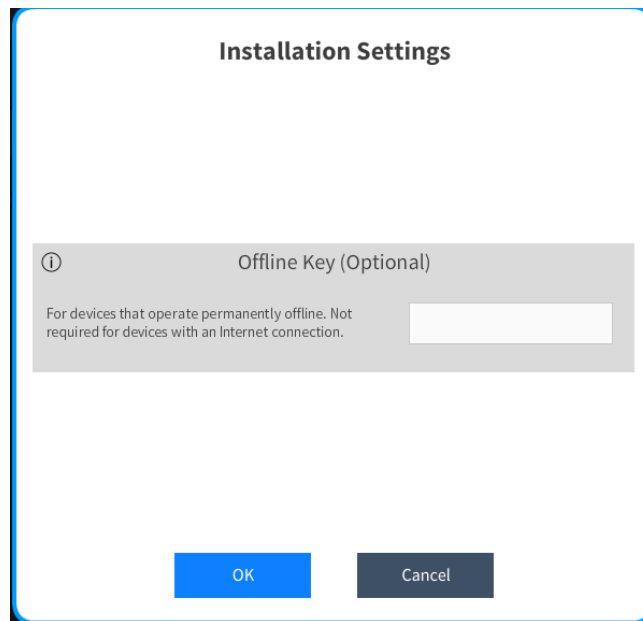 Installation Settings
Offline Key (Optional)
For devices that operate permanently offline. Not
required for devices with an Internet connection.
OK
Cancel